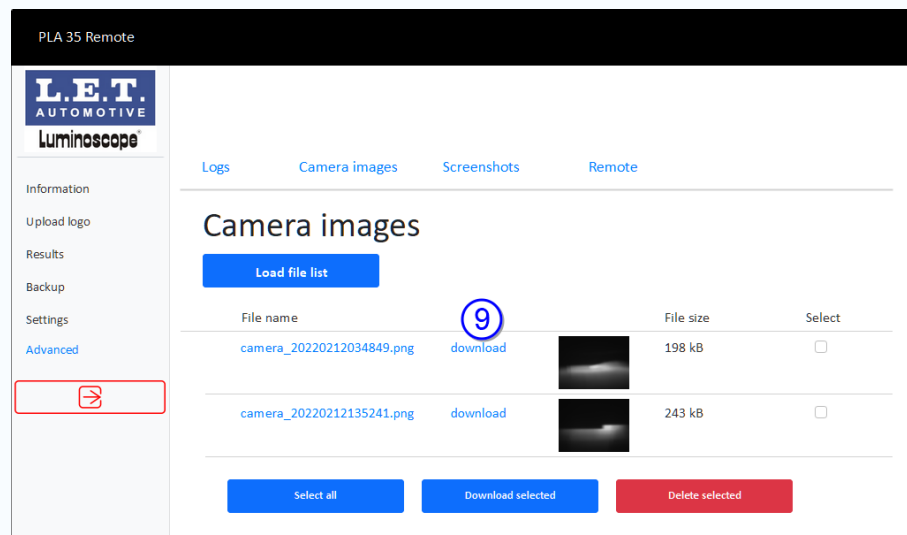 PLA 35 Remote
L.E.T.
AUTOMOTIVE
Luminoscope®
Information
Upload logo
Results
Backup
Settings
Advanced
Logs Camera images Screenshots Remote
Camera images
Load file list
File name 9 File size Select
camera_20220212034849.png download 198 kB
camera_20220212135241.png download 243 kB
Select all Download selected Delete selected